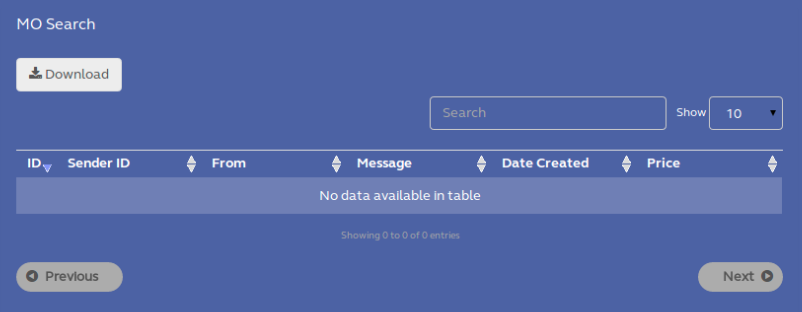 MO Search
Download
Search Show 10
ID Sender ID From Message Date Created Price
No data available in table
Showing 0 to 0 of 0 entries
Previous Next